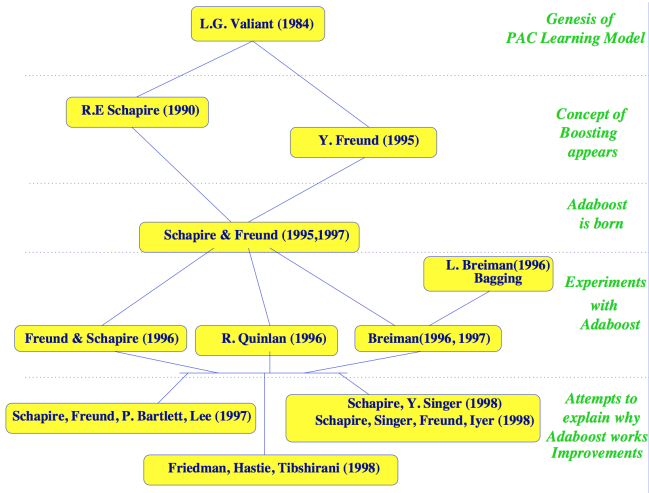 L.G. Valiant (1984)
Genesis of
PAC Learning Model
R.E Schapire (1990)
Y. Freund (1995)
Concept of
Boosting
appears
Schapire & Freund (1995,1997)
Adaboost
is born
L. Breiman(1996)
Bagging
Experiments
with
Adaboost
Freund & Schapire (1996)
R. Quinlan (1996)
Breiman(1996, 1997)
Schapire, Freund, P. Bartlett, Lee (1997)
Schapire, Y. Singer (1998)
Schapire, Singer, Freund, Iyer (1998)
Friedman, Hastie, Tibshirani (1998)
Attempts to
explain why
Adaboost works
Improvements